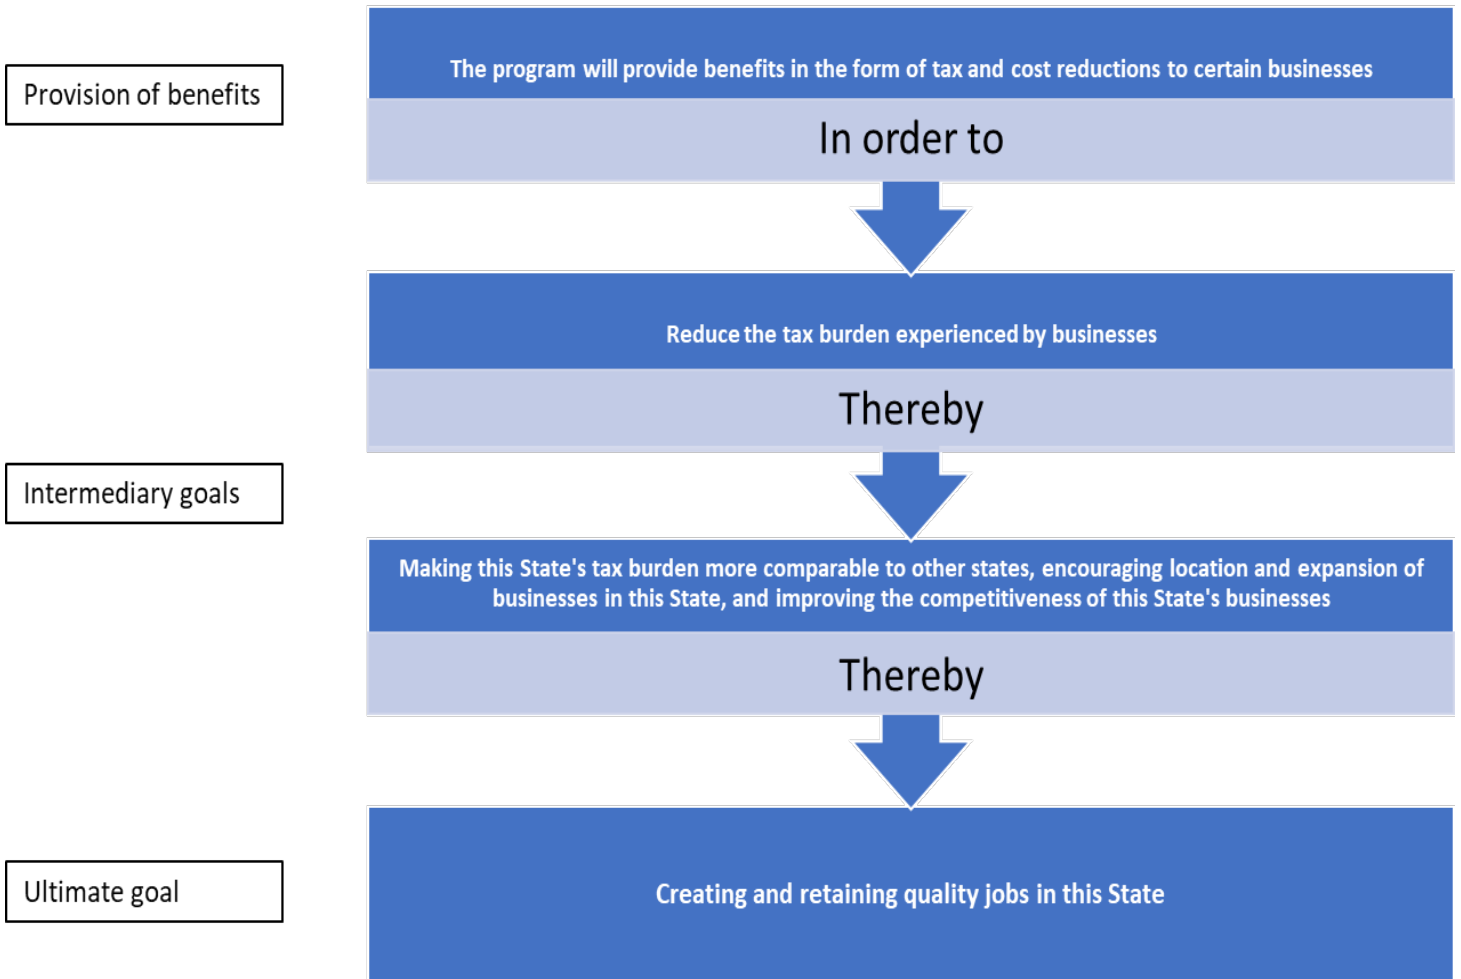 The program will provide benefits in the form of tax and cost reductions to certain businesses
Provision of benefits
In order to
Reduce the tax burden experienced by businesses
Thereby
Intermediary goals
Making this State's tax burden more comparable to other states, encouraging location and expansion of
businesses in this State, and improving the competitiveness of this State's businesses
Thereby
Ultimate goal
Creating and retaining quality jobs in this State